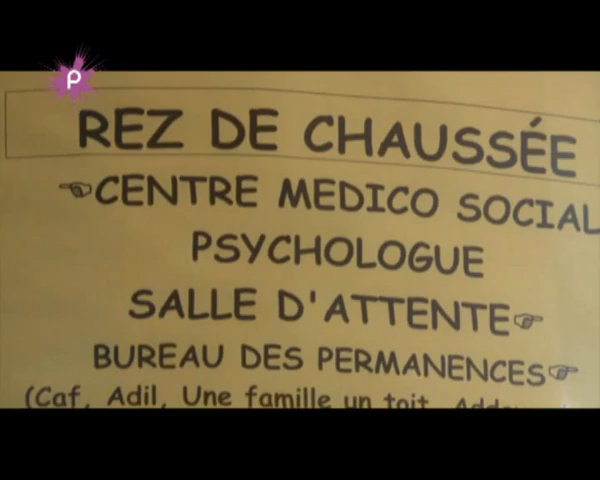 P
REZ DE CHAUSSÉE
CENTRE MEDICO SOCIAL
PSYCHOLOGUE
SALLE D'ATTENTE
BUREAU DES PERMANENCES
(Caf, Adil, Une famille un toit,